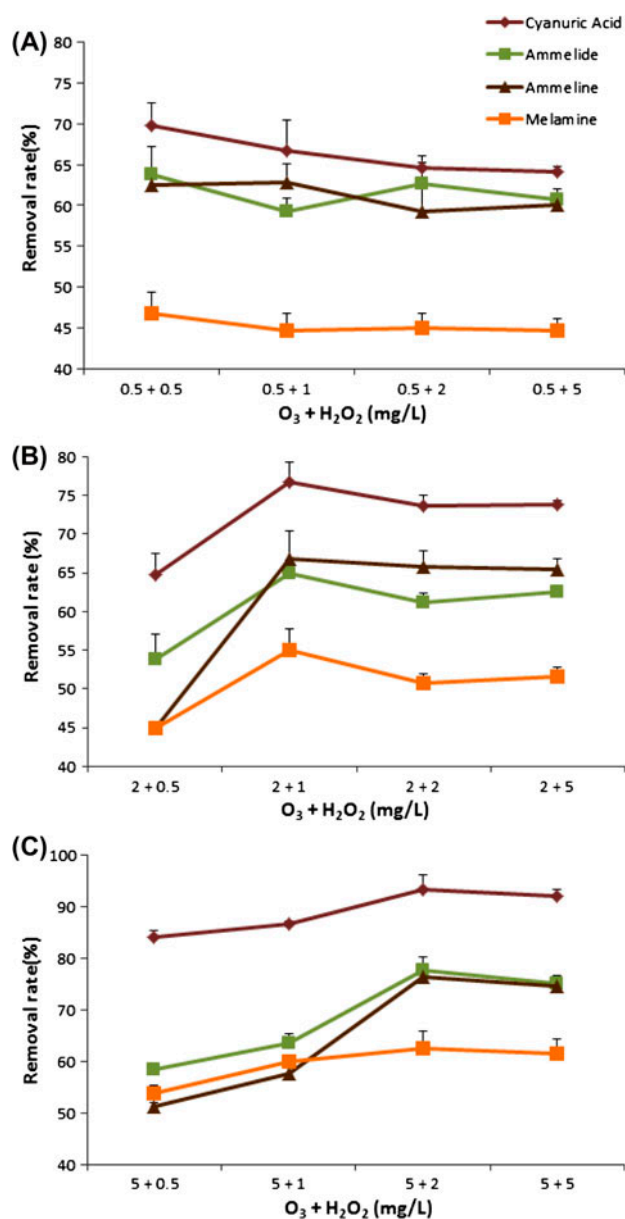 Cyanuric Acid
Ammelide
Ammeline
Melamine
(A)
80
75
70
65
60
55
50
45
40
Removal rate(%)
0.5 + 0.5 0.5 + 1 0.5 + 2 0.5 + 5
O₃ + H₂O₂ (mg/L)
(B)
80
75
70
65
60
55
50
45
40
Removal rate (%)
2 + 0.5 2 + 1 2 + 2 2 + 5
O₃ + H₂O₂ (mg/L)
(C)
100
90
80
70
60
50
40
Removal rate(%)
5 + 0.5 5 + 1 5 + 2 5 + 5
O₃ + H₂O₂ (mg/L)